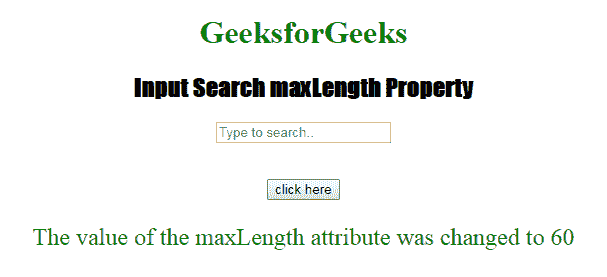 GeeksforGeeks
Input Search maxLength Property
Type to search..
click here
The value of the maxLength attribute was changed to 60